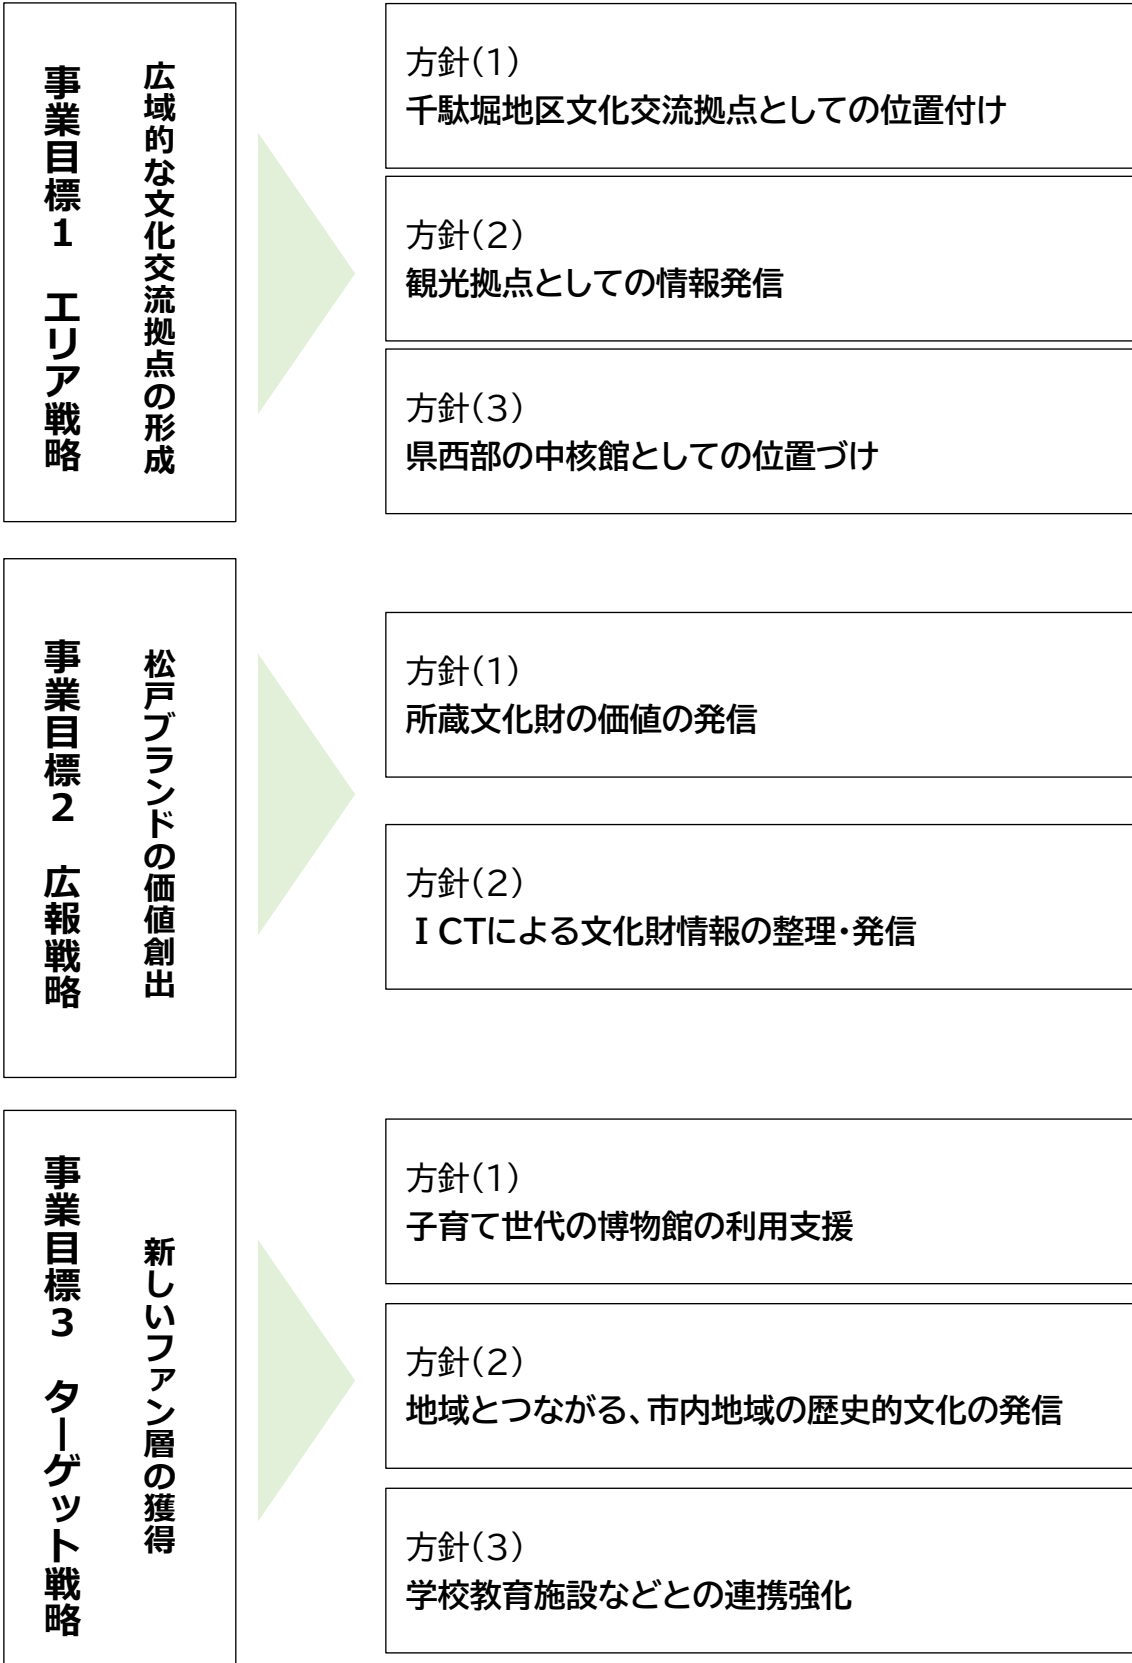 広域的な文化交流拠点の形成
事業目標1　エリア戦略
方針(1)
千駄堀地区文化交流拠点としての位置付け
方針(2)
観光拠点としての情報発信
方針(3)
県西部の中核館としての位置づけ
松戸ブランドの価値創出
事業目標2　広報戦略
方針(1)
所蔵文化財の価値の発信
方針(2)
ＩCTによる文化財情報の整理・発信
新しいファン層の獲得
事業目標3　ターゲット戦略
方針(1)
子育て世代の博物館の利用支援
方針(2)
地域とつながる、市内地域の歴史的文化の発信
方針(3)
学校教育施設などとの連携強化